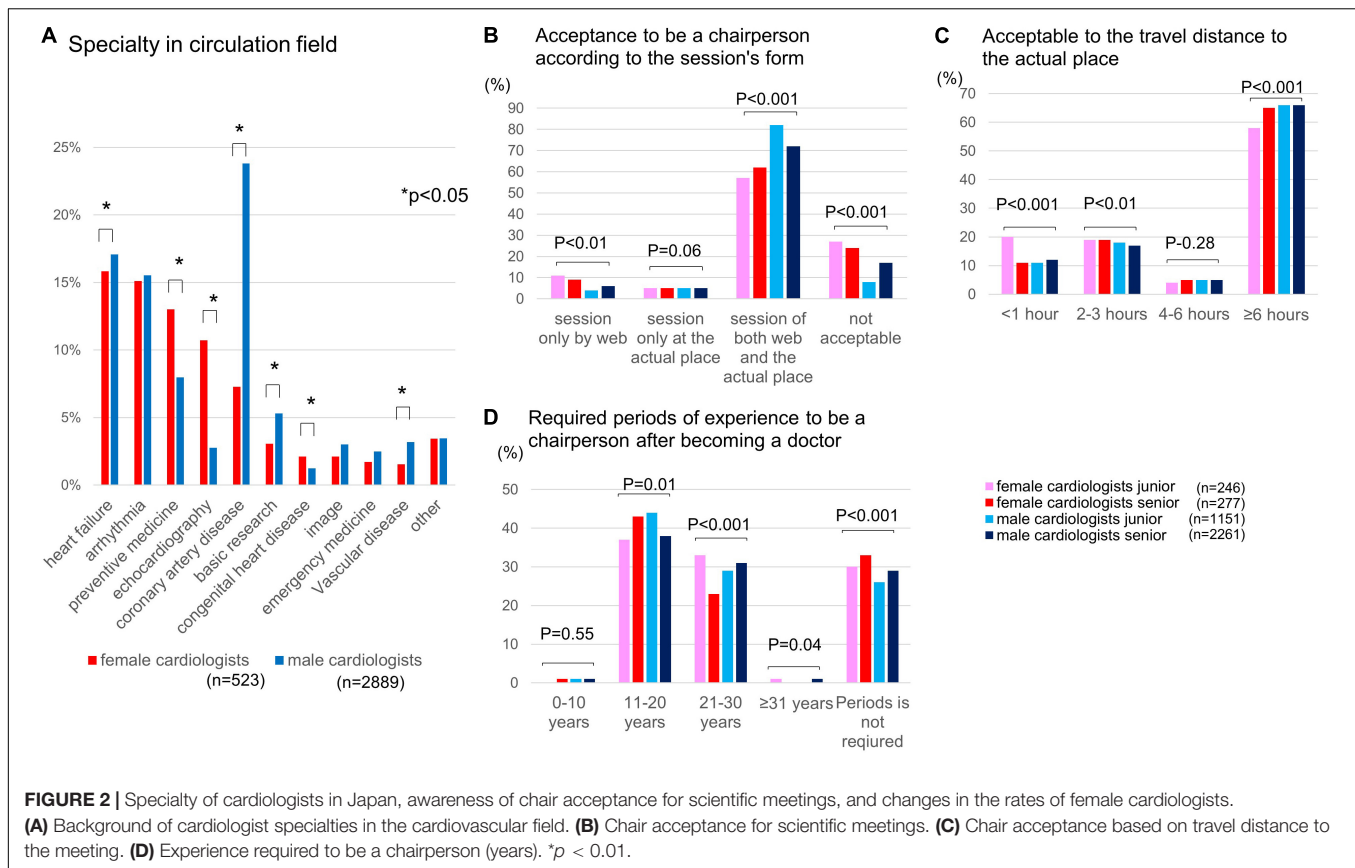 A Specialty in circulation field
25%
20%
15%
10%
5%
0%
*
*
*
*
*
*
*
*p<0.05
heart failure
arrhythmia
preventive medicine
echocardiography
coronary artery disease
basic research
congenital heart disease
image
emergency medicine
Vascular disease
other
female cardiologists
(n=523)
male cardiologists
(n=2889)
B Acceptance to be a chairperson
according to the session's form
(%)
90
80
70
60
50
40
30
20
10
0
P<0.01
P=0.06
P<0.001
P<0.001
session
only by web
session
only at the
actual place
session of
both web
and the
actual place
not
acceptable
C Acceptable to the travel distance to
the actual place
(%)
70
60
50
40
30
20
10
0
P<0.001
P<0.01
P-0.28
P<0.001
<1 hour
2-3 hours
4-6 hours
≥6 hours
D Required periods of experience to be a
chairperson after becoming a doctor
(%)
50
40
30
20
10
0
P=0.55
P=0.01
P<0.001
P=0.04
P<0.001
0-10
years
11-20
years
21-30
years
≥31 years
Periods is
not
reqiured
female cardiologists junior (n=246)
female cardiologists senior (n=277)
male cardiologists junior (n=1151)
male cardiologists senior (n=2261)
FIGURE 2 | Specialty of cardiologists in Japan, awareness of chair acceptance for scientific meetings, and changes in the rates of female cardiologists.
(A) Background of cardiologist specialties in the cardiovascular field. (B) Chair acceptance for scientific meetings. (C) Chair acceptance based on travel distance to
the meeting. (D) Experience required to be a chairperson (years). *p < 0.01.